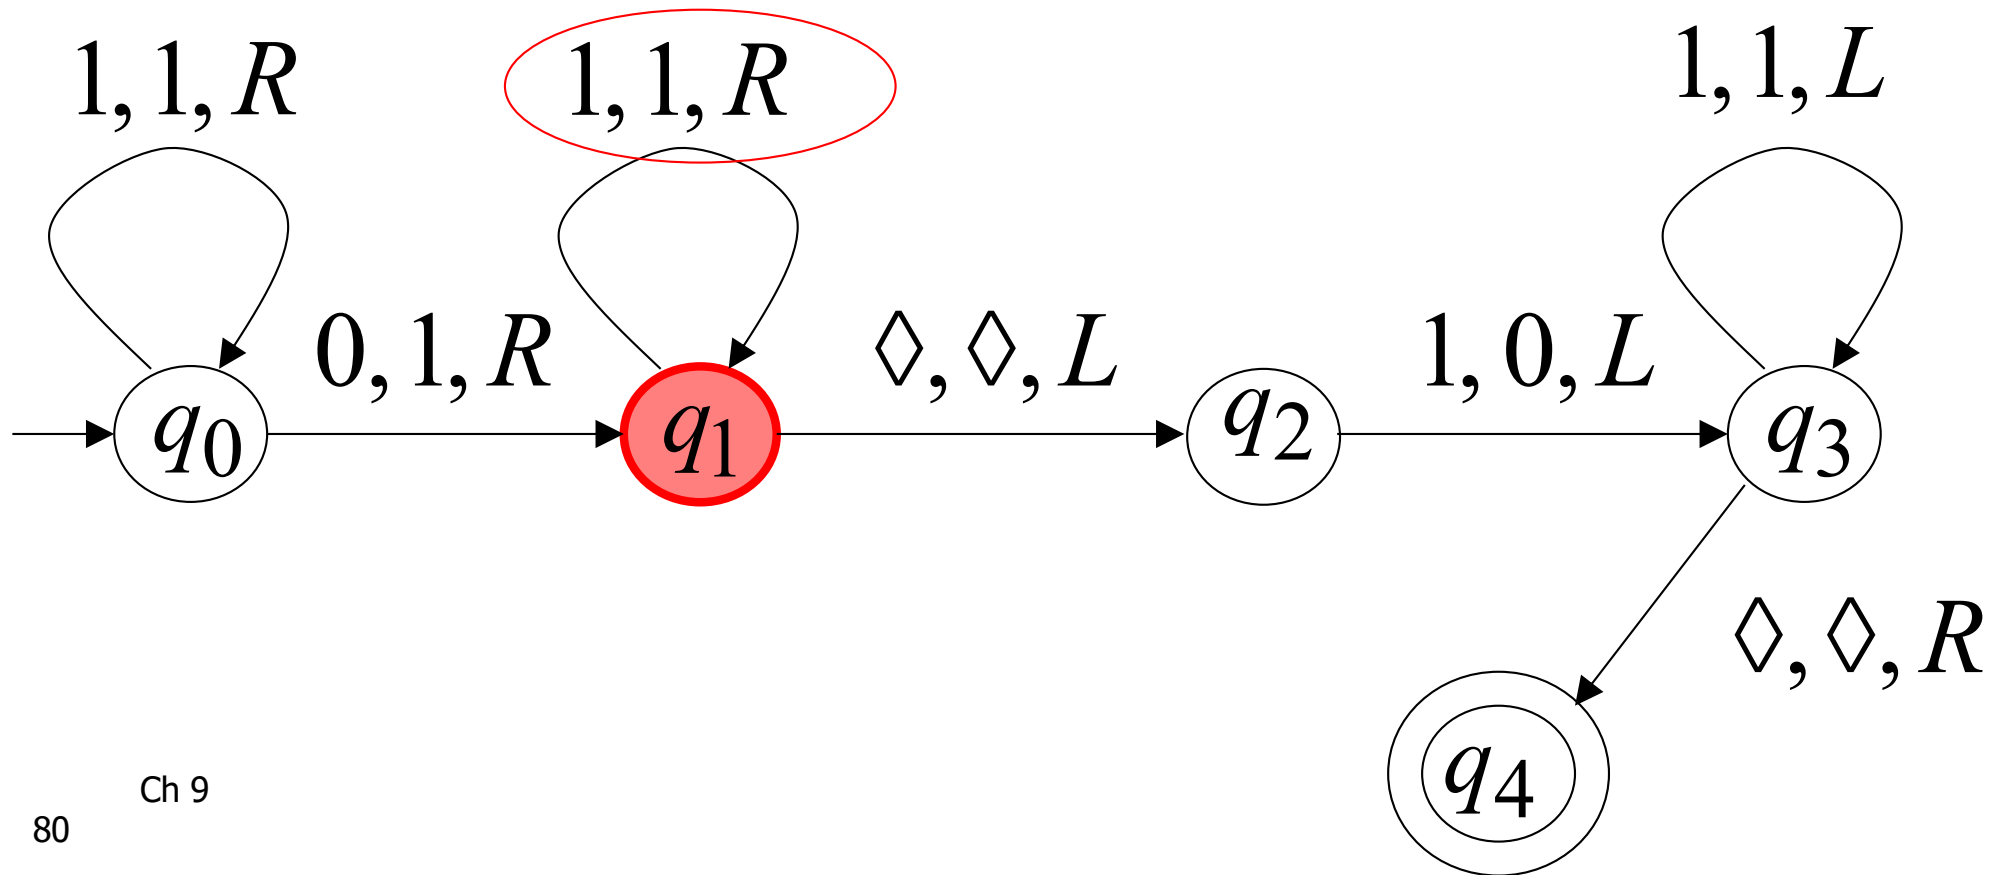 1, 1, R
1, 1, R
1, 1, L
0, 1, R
◊, ◊, L
1, 0, L
q0
q1
q2
q3
◊, ◊, R
q4
Ch 9
80